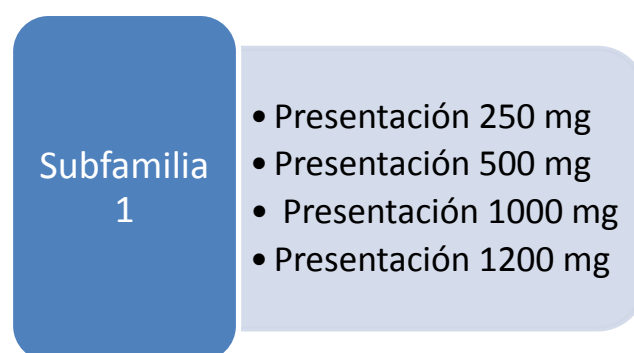 Subfamilia
1
• Presentación 250 mg
• Presentación 500 mg
• Presentación 1000 mg
• Presentación 1200 mg